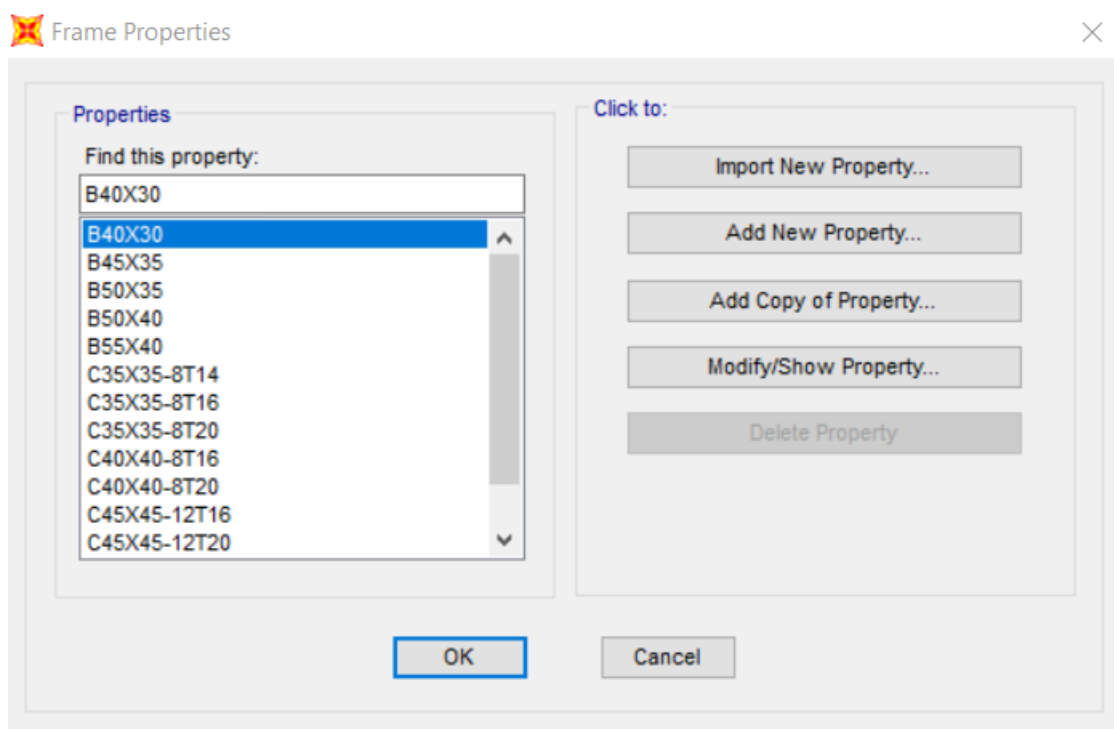 Frame Properties
Properties
Find this property:
B40X30
B40X30
B45X35
B50X35
B50X40
B55X40
C35X35-8T14
C35X35-8T16
C35X35-8T20
C40X40-8T16
C40X40-8T20
C45X45-12T16
C45X45-12T20
Click to:
Import New Property...
Add New Property...
Add Copy of Property...
Modify/Show Property...
Delete Property
OK
Cancel